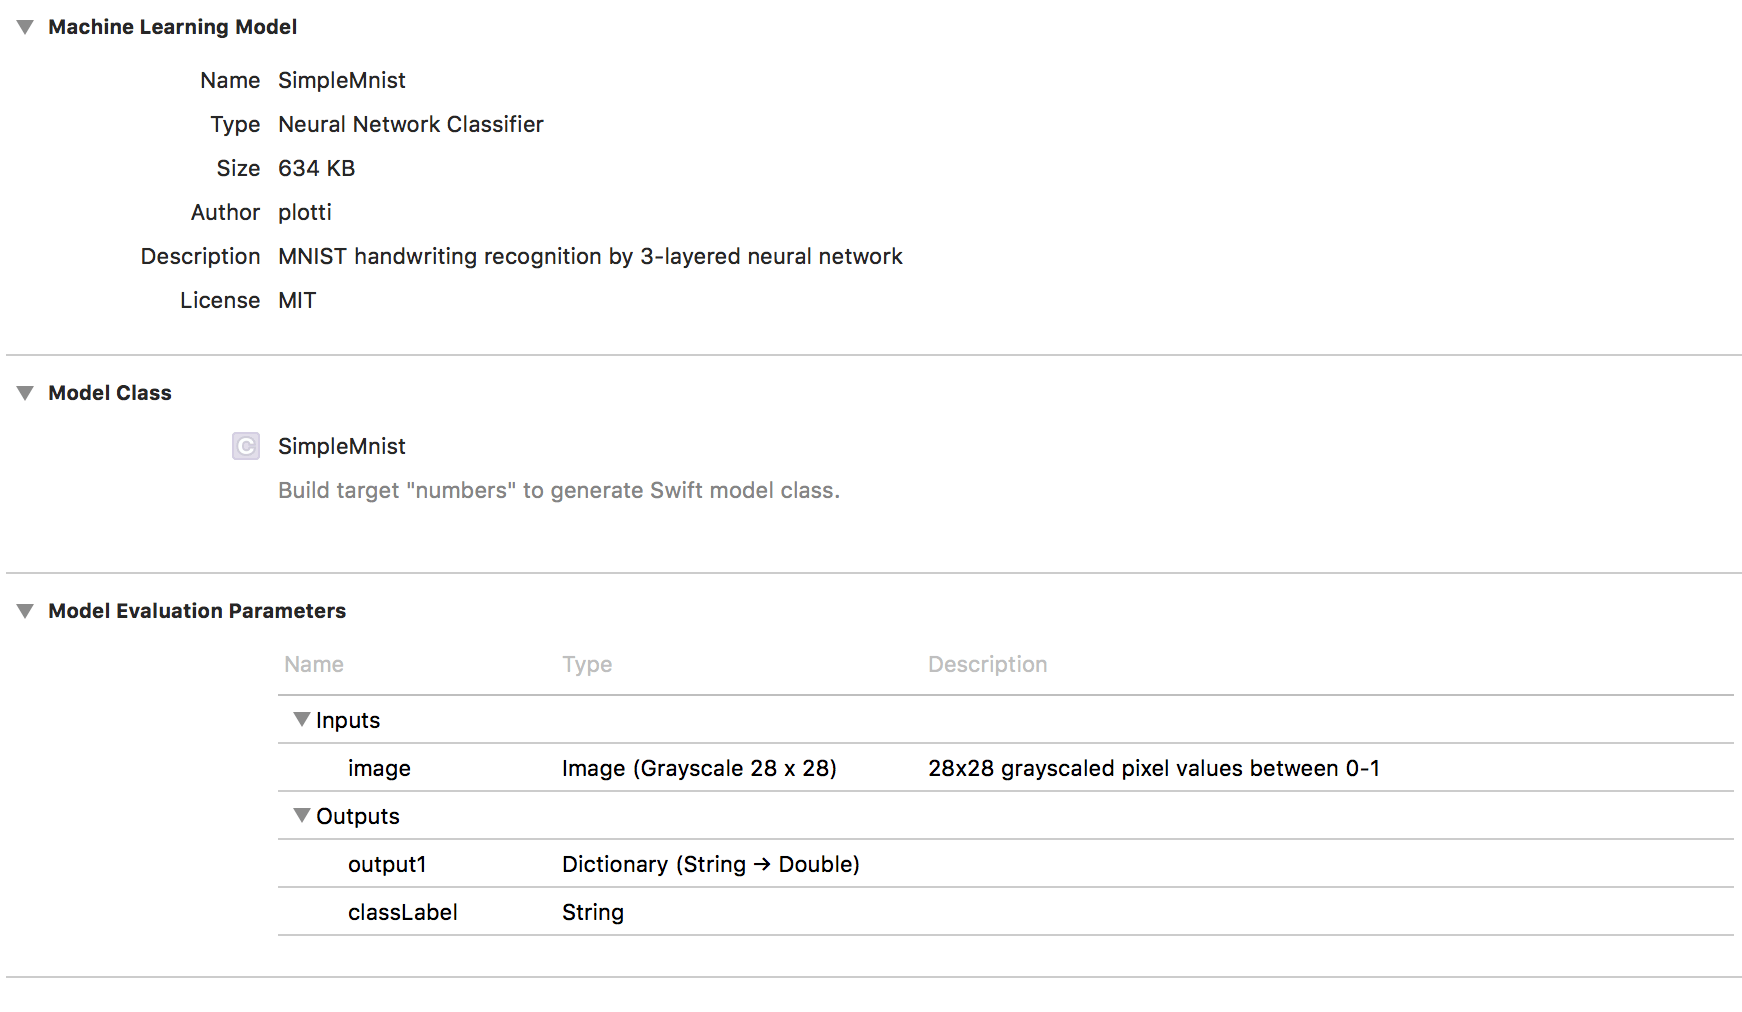 Machine Learning Model
Name SimpleMnist
Type Neural Network Classifier
Size 634 KB
Author plotti
Description MNIST handwriting recognition by 3-layered neural network
License MIT
Model Class
C SimpleMnist
Build target "numbers" to generate Swift model class.
Model Evaluation Parameters
Name Type Description
Inputs
image Image (Grayscale 28 x 28) 28x28 grayscaled pixel values between 0-1
Outputs
output1 Dictionary (String → Double)
classLabel String